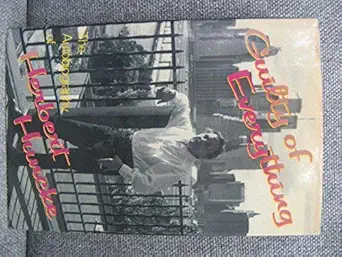 Guilty of
Everything
The
Autobiography
of
Herbert
Huncke